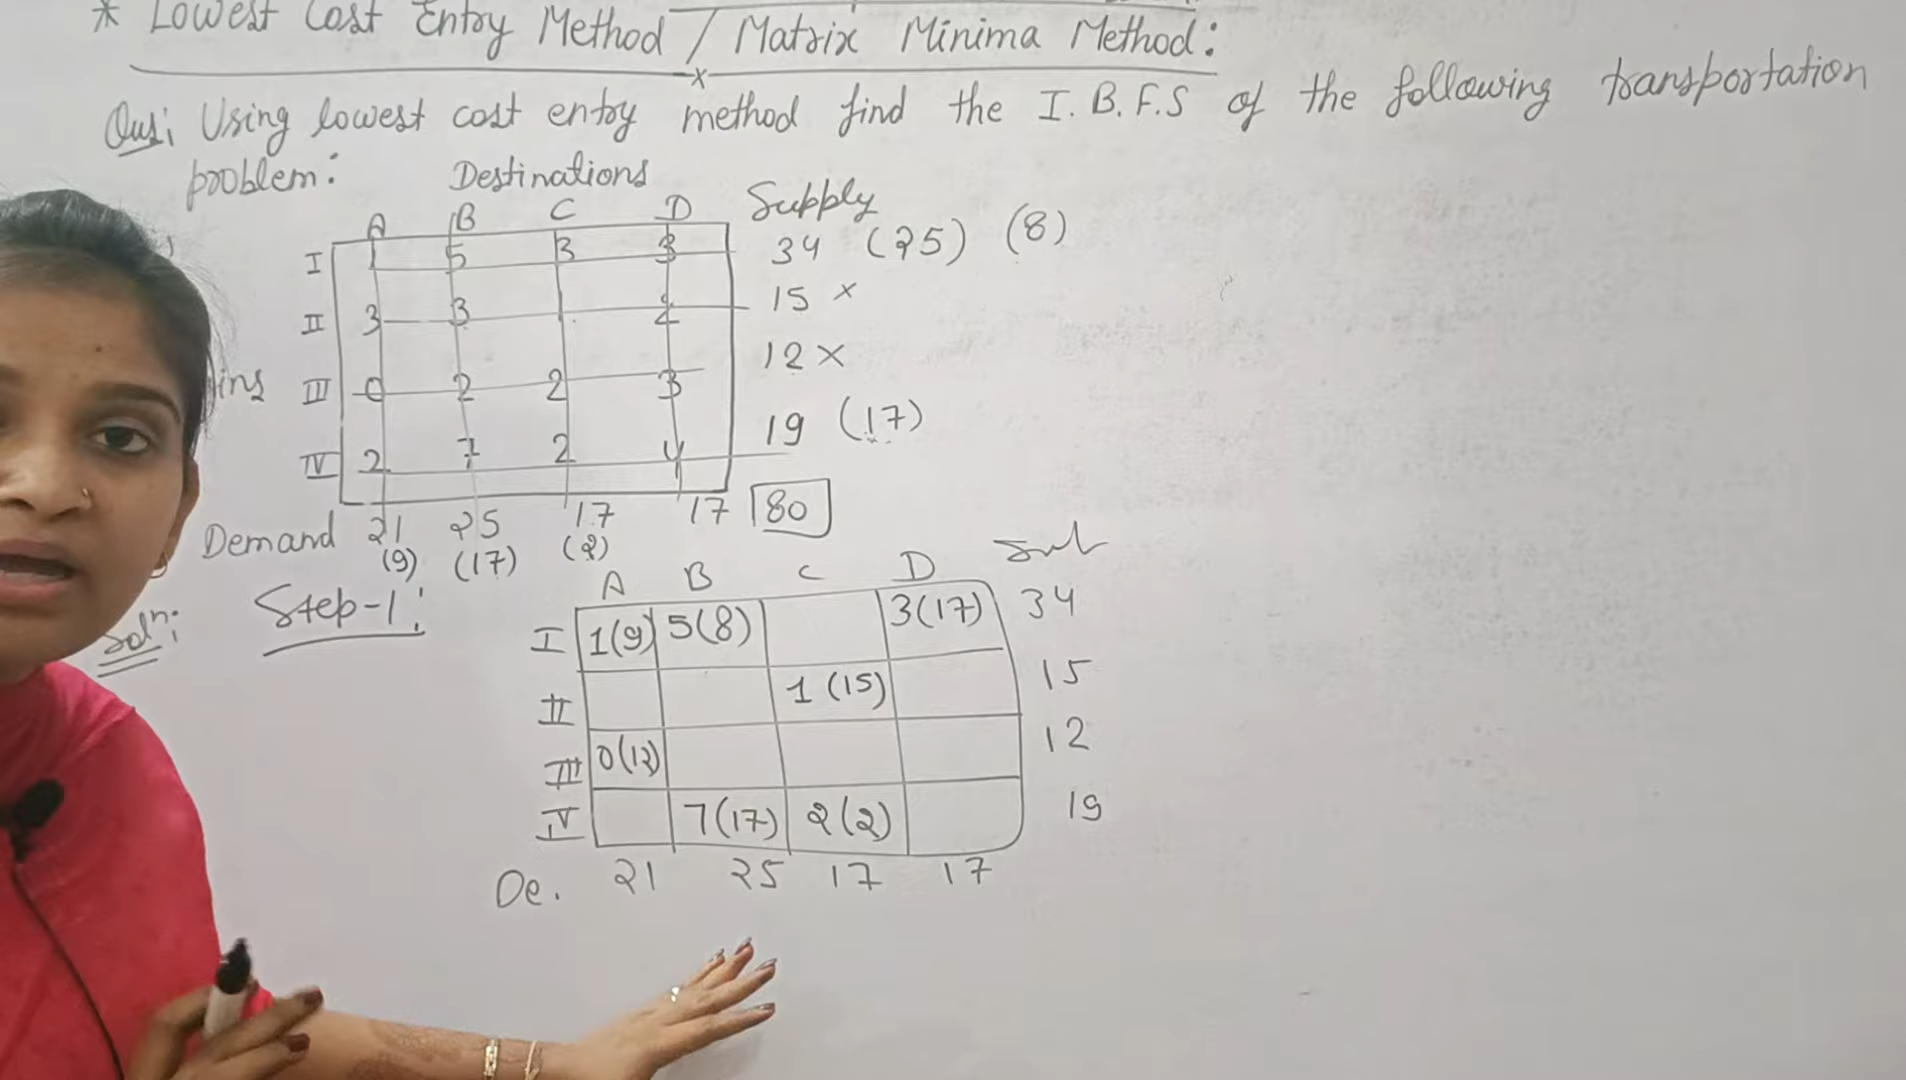 * Lowest Cost Entry Method / Matrix Minima Method:
Qus: Using lowest cost entry method find the I.B.F.S of the following transportation
problem:
Destinations
A B C D Supply
I 1 5 3 3 34 (25) (8)
II 3 3 1 2 15 x
ins III 0 2 2 3 12 x
IV 2 7 2 4 19 (17)
Demand 21 25 17 17 80
(9) (17) (2)
Soln: Step-1:
A B C D Sub
I 1(9) 5(8) 3(17) 34
II 1(15) 15
III 0(12) 12
IV 7(17) 2(2) 19
De. 21 25 17 17